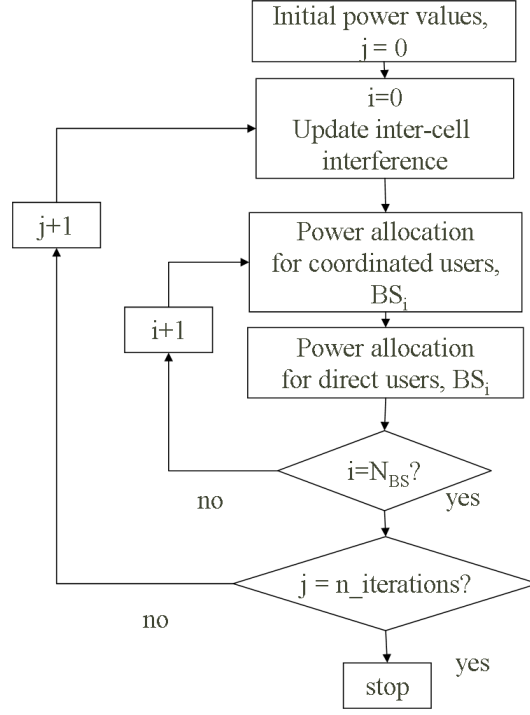 Initial power values,
j = 0
i=0
Update inter-cell
interference
j+1
Power allocation
for coordinated users,
BSi
i+1
Power allocation
for direct users, BSi
i=NBS?
no
yes
j = n_iterations?
no
yes
stop